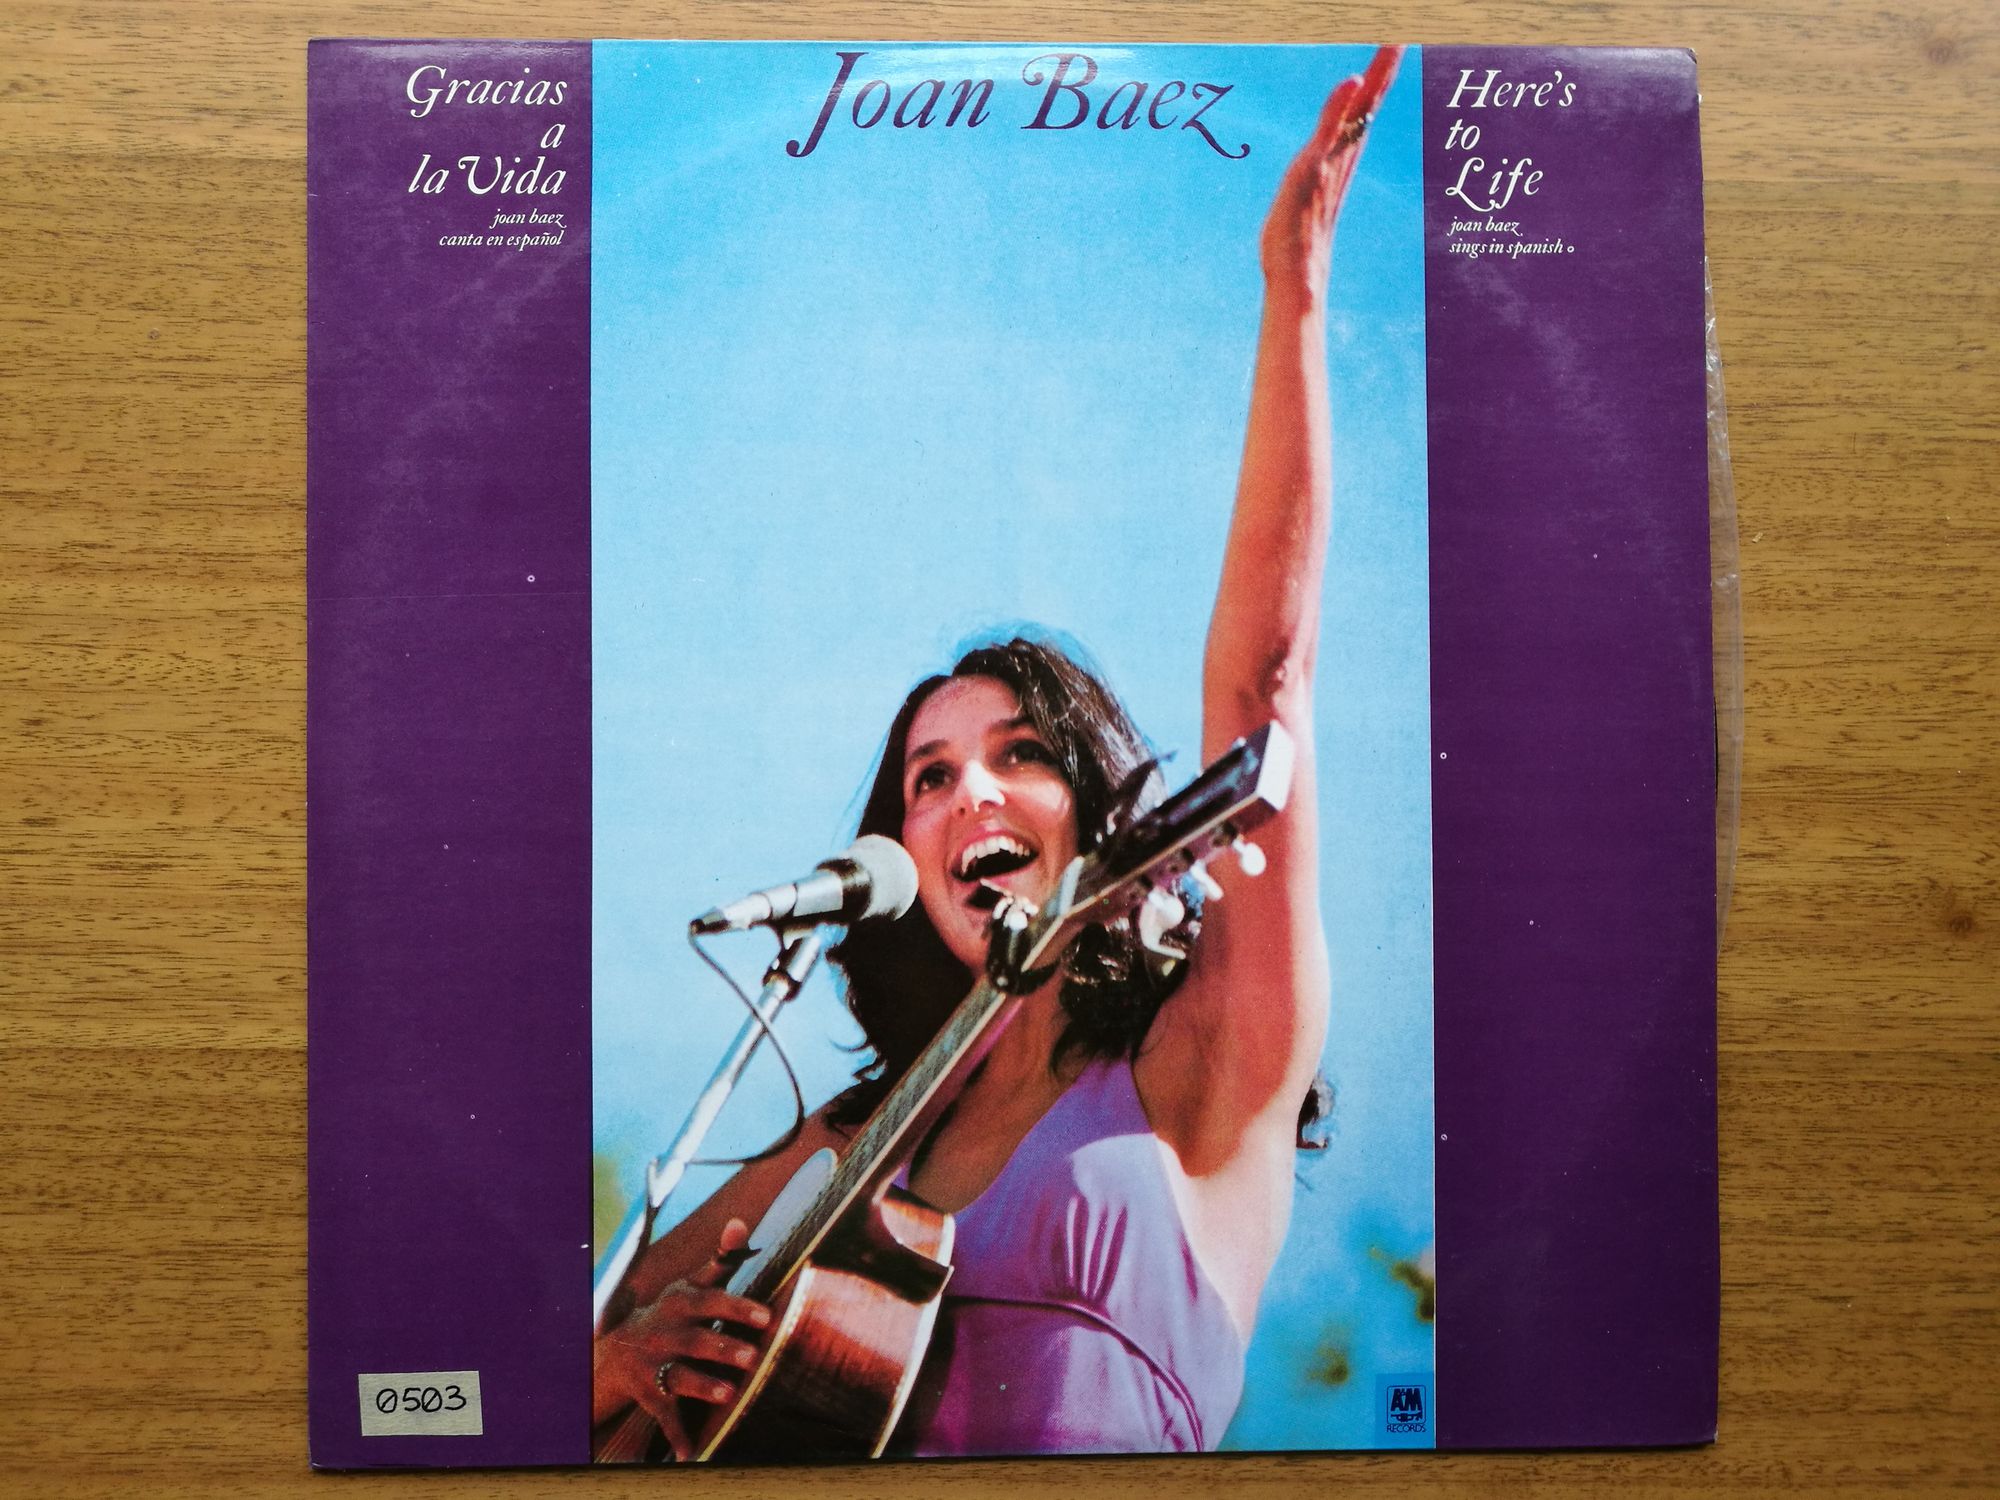 Gracias
a
la Vida
joan baez
canta en español
Joan Baez
Here's
to
Life
joan baez
sings in spanish
0503
A&M
RECORDS